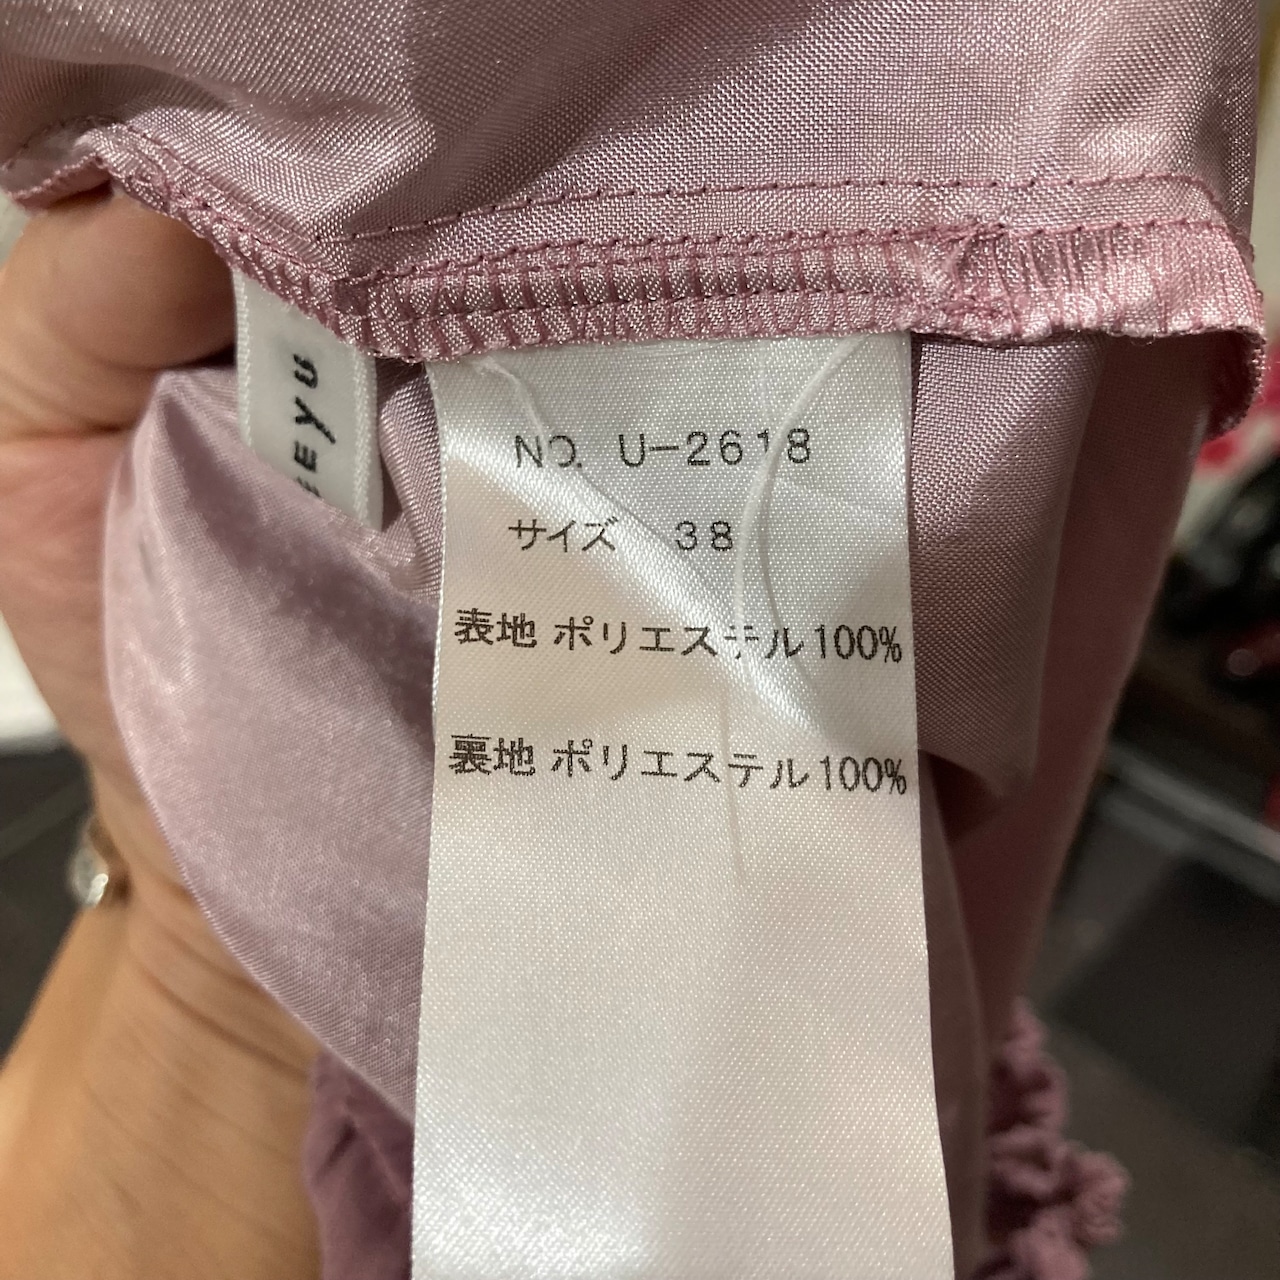 NO. U-2618
サイズ 38
表地 ポリエステル100%
裏地 ポリエステル100%